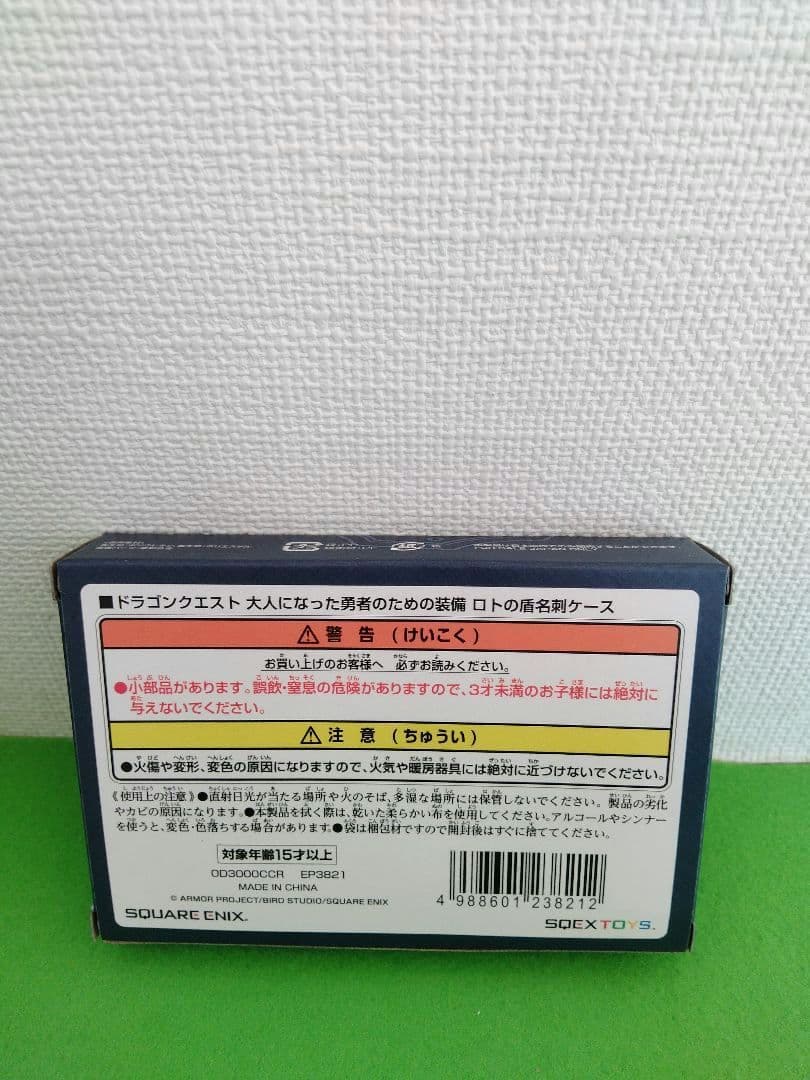 ■ドラゴンクエスト 大人になった勇者のための装備 ロトの盾名刺ケース
⚠警告(けいこく)
お買い上げのお客様へ 必ずお読みください。
●小部品があります。誤飲・窒息の危険がありますので、3才未満のお子様には絶対に
与えないでください。
⚠注意(ちゅうい)
●火傷や変形、変色の原因になりますので、火気や暖房器具には絶対に近づけないでください。
《使用上の注意》●直射日光が当たる場所や火のそば、多湿な場所には保管しないでください。製品の劣化
やカビの原因になります。●本製品を拭く際は、乾いた柔らかい布を使用してください。アルコールやシンナー
を使うと、変色・色落ちする場合があります。●袋は梱包材ですので開封後はすぐに捨ててください。
対象年齢15才以上
OD3000CCR EP3821
MADE IN CHINA
© ARMOR PROJECT/BIRD STUDIO/SQUARE ENIX
SQUARE ENIX.
4 988601 238212
SQEX TOYS.